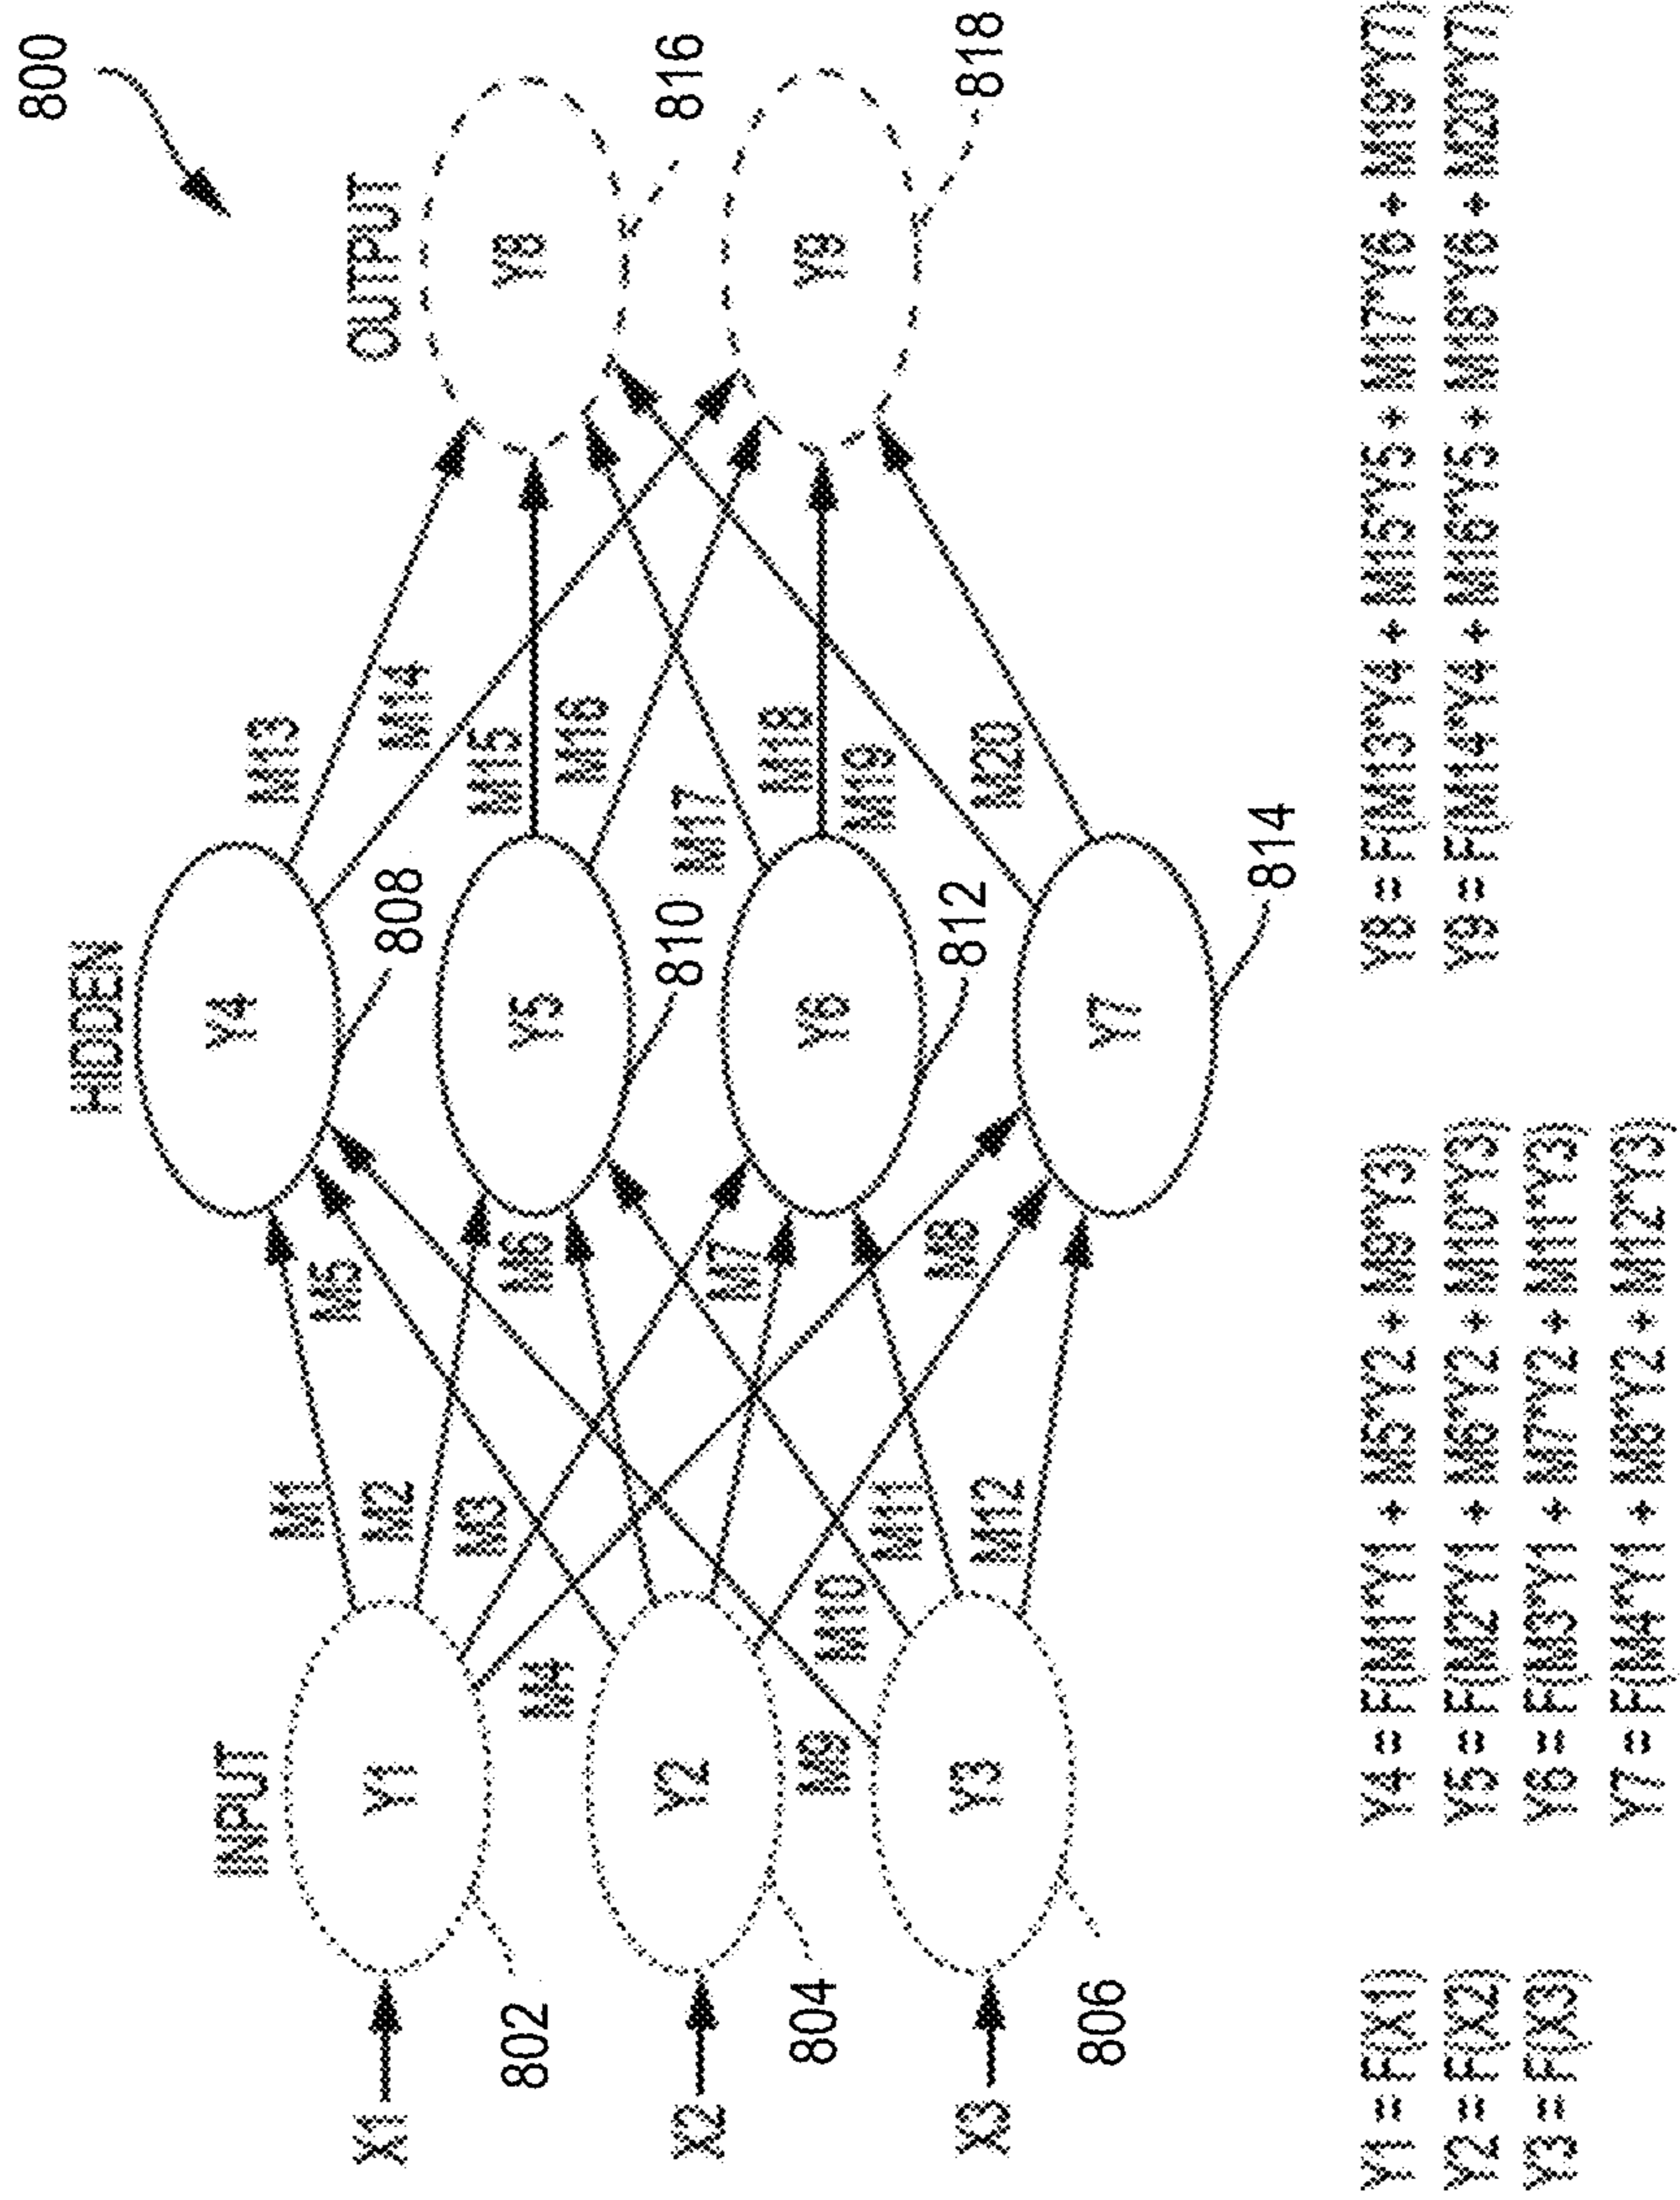 800
INPUT
HIDDEN
OUTPUT
X1
X2
X3
Y1
Y2
Y3
802
804
806
M1
M2
M3
M4
M5
M6
M7
M8
M9
M10
M11
M12
Y4
Y5
Y6
Y7
808
810
812
814
M13
M14
M15
M16
M17
M18
M19
M20
Y8
Y9
816
818
Y1 = F(X1)
Y2 = F(X2)
Y3 = F(X3)
Y4 = F(M1*Y1 + M5*Y2 + M9*Y3)
Y5 = F(M2*Y1 + M6*Y2 + M10*Y3)
Y6 = F(M3*Y1 + M7*Y2 + M11*Y3)
Y7 = F(M4*Y1 + M8*Y2 + M12*Y3)
Y8 = F(M13*Y4 + M15*Y5 + M17*Y6 + M19*Y7)
Y9 = F(M14*Y4 + M16*Y5 + M18*Y6 + M20*Y7)